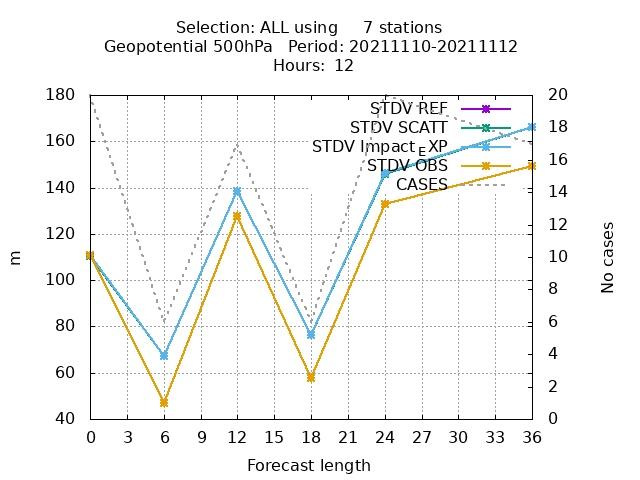 Selection: ALL using 7 stations
Geopotential 500hPa Period: 20211110-20211112
Hours: 12
180
160
140
120
100
80
60
40
20
18
16
14
12
10
8
6
4
2
0
m
No cases
STDV REF
STDV SCATT
STDV Impact_EXP
STDV OBS
CASES
0 3 6 9 12 15 18 21 24 27 30 33 36
Forecast length